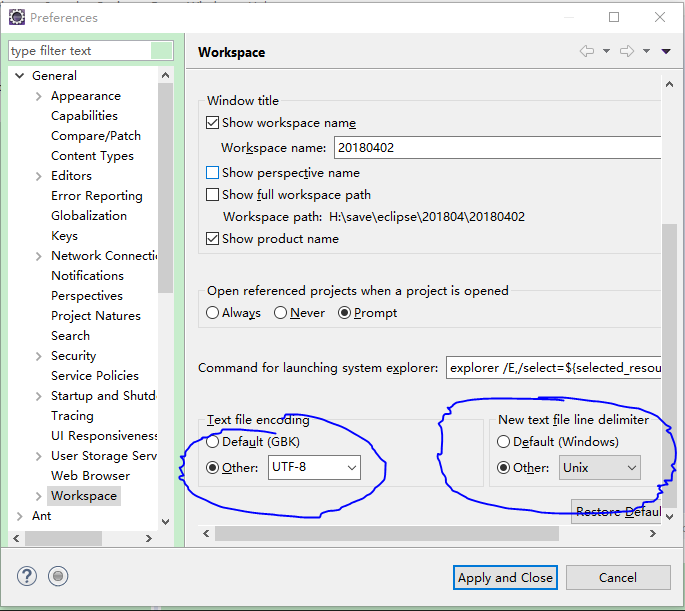 Preferences
type filter text
General
Appearance
Capabilities
Compare/Patch
Content Types
Editors
Error Reporting
Globalization
Keys
Network Connecti
Notifications
Perspectives
Project Natures
Search
Security
Service Policies
Startup and Shutd
Tracing
UI Responsiveness
User Storage Serv
Web Browser
Workspace
Ant
Workspace
Window title
Show workspace name
Workspace name: 20180402
Show perspective name
Show full workspace path
Workspace path: H:\save\eclipse\201804\20180402
Show product name
Open referenced projects when a project is opened
Always Never Prompt
Command for launching system explorer: explorer /E,/select=${selected_resou
Text file encoding
Default (GBK)
Other: UTF-8
New text file line delimiter
Default (Windows)
Other: Unix
Restore Defaul
Apply and Close Cancel